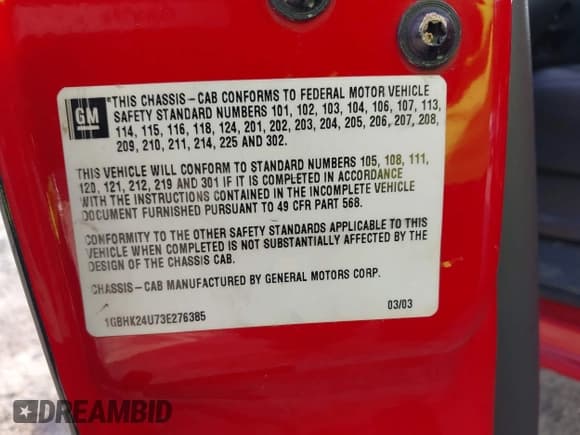 GM
"THIS CHASSIS-CAB CONFORMS TO FEDERAL MOTOR VEHICLE
SAFETY STANDARD NUMBERS 101, 102, 103, 104, 106, 107, 113,
114, 115, 116, 118, 124, 201, 202, 203, 204, 205, 206, 207, 208,
209, 210, 211, 214, 225 AND 302.
THIS VEHICLE WILL CONFORM TO STANDARD NUMBERS 105, 108, 111,
120, 121, 212, 219 AND 301 IF IT IS COMPLETED IN ACCORDANCE
WITH THE INSTRUCTIONS CONTAINED IN THE INCOMPLETE VEHICLE
DOCUMENT FURNISHED PURSUANT TO 49 CFR PART 568.
CONFORMITY TO THE OTHER SAFETY STANDARDS APPLICABLE TO THIS
VEHICLE WHEN COMPLETED IS NOT SUBSTANTIALLY AFFECTED BY THE
DESIGN OF THE CHASSIS CAB.
CHASSIS-CAB MANUFACTURED BY GENERAL MOTORS CORP.
03/03
1GBHK24U73E276385
DREAMBID